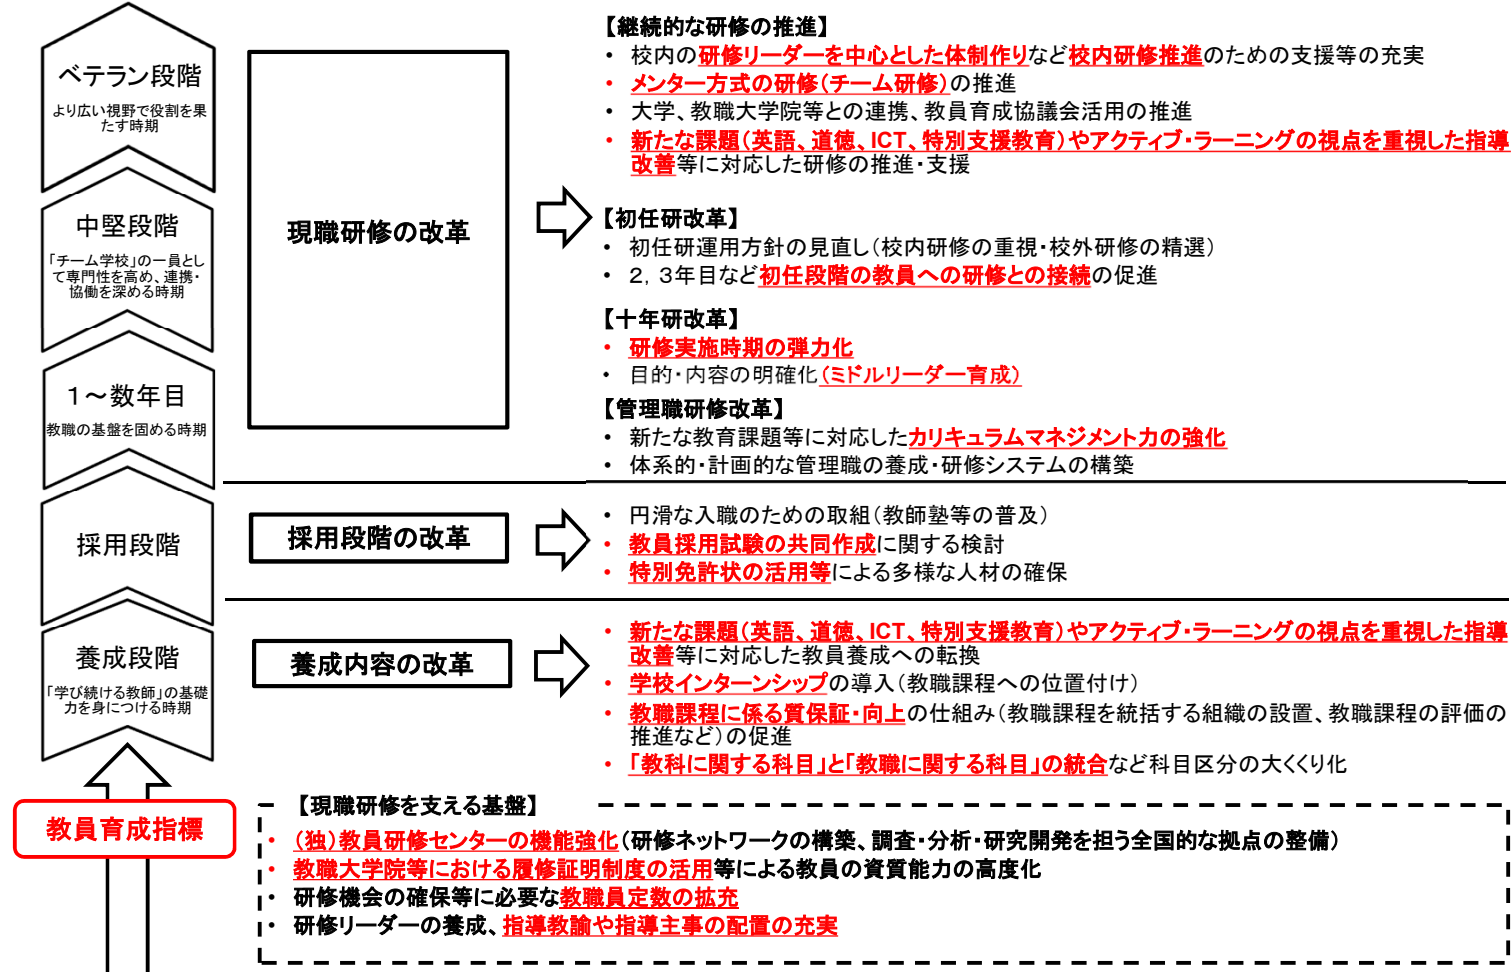 ベテラン段階
より広い視野で役割を果
たす時期
中堅段階
「チーム学校」の一員とし
て専門性を高め、連携・
協働を深める時期
1～数年目
教職の基盤を固める時期
採用段階
養成段階
「学び続ける教師」の基礎
力を身につける時期
教員育成指標
現職研修の改革
【継続的な研修の推進】
・ 校内の研修リーダーを中心とした体制作りなど校内研修推進のための支援等の充実
・ メンター方式の研修（チーム研修）の推進
・ 大学、教職大学院等との連携、教員育成協議会活用の推進
・ 新たな課題（英語、道徳、ICT、特別支援教育）やアクティブ・ラーニングの視点を重視した指導
改善等に対応した研修の推進・支援
【初任研改革】
・ 初任研運用方針の見直し（校内研修の重視・校外研修の精選）
・ 2，3年目など初任段階の教員への研修との接続の促進
【十年研改革】
・ 研修実施時期の弾力化
・ 目的・内容の明確化（ミドルリーダー育成）
【管理職研修改革】
・ 新たな教育課題等に対応したカリキュラムマネジメント力の強化
・ 体系的・計画的な管理職の養成・研修システムの構築
採用段階の改革
・ 円滑な入職のための取組（教師塾等の普及）
・ 教員採用試験の共同作成に関する検討
・ 特別免許状の活用等による多様な人材の確保
養成内容の改革
・ 新たな課題（英語、道徳、ICT、特別支援教育）やアクティブ・ラーニングの視点を重視した指導
改善等に対応した教員養成への転換
・ 学校インターンシップの導入（教職課程への位置付け）
・ 教職課程に係る質保証・向上の仕組み（教職課程を統括する組織の設置、教職課程の評価の
推進など）の促進
・ 「教科に関する科目」と「教職に関する科目」の統合など科目区分の大くくり化
【現職研修を支える基盤】
・ （独）教員研修センターの機能強化（研修ネットワークの構築、調査・分析・研究開発を担う全国的な拠点の整備）
・ 教職大学院等における履修証明制度の活用等による教員の資質能力の高度化
・ 研修機会の確保等に必要な教職員定数の拡充
・ 研修リーダーの養成、指導教諭や指導主事の配置の充実